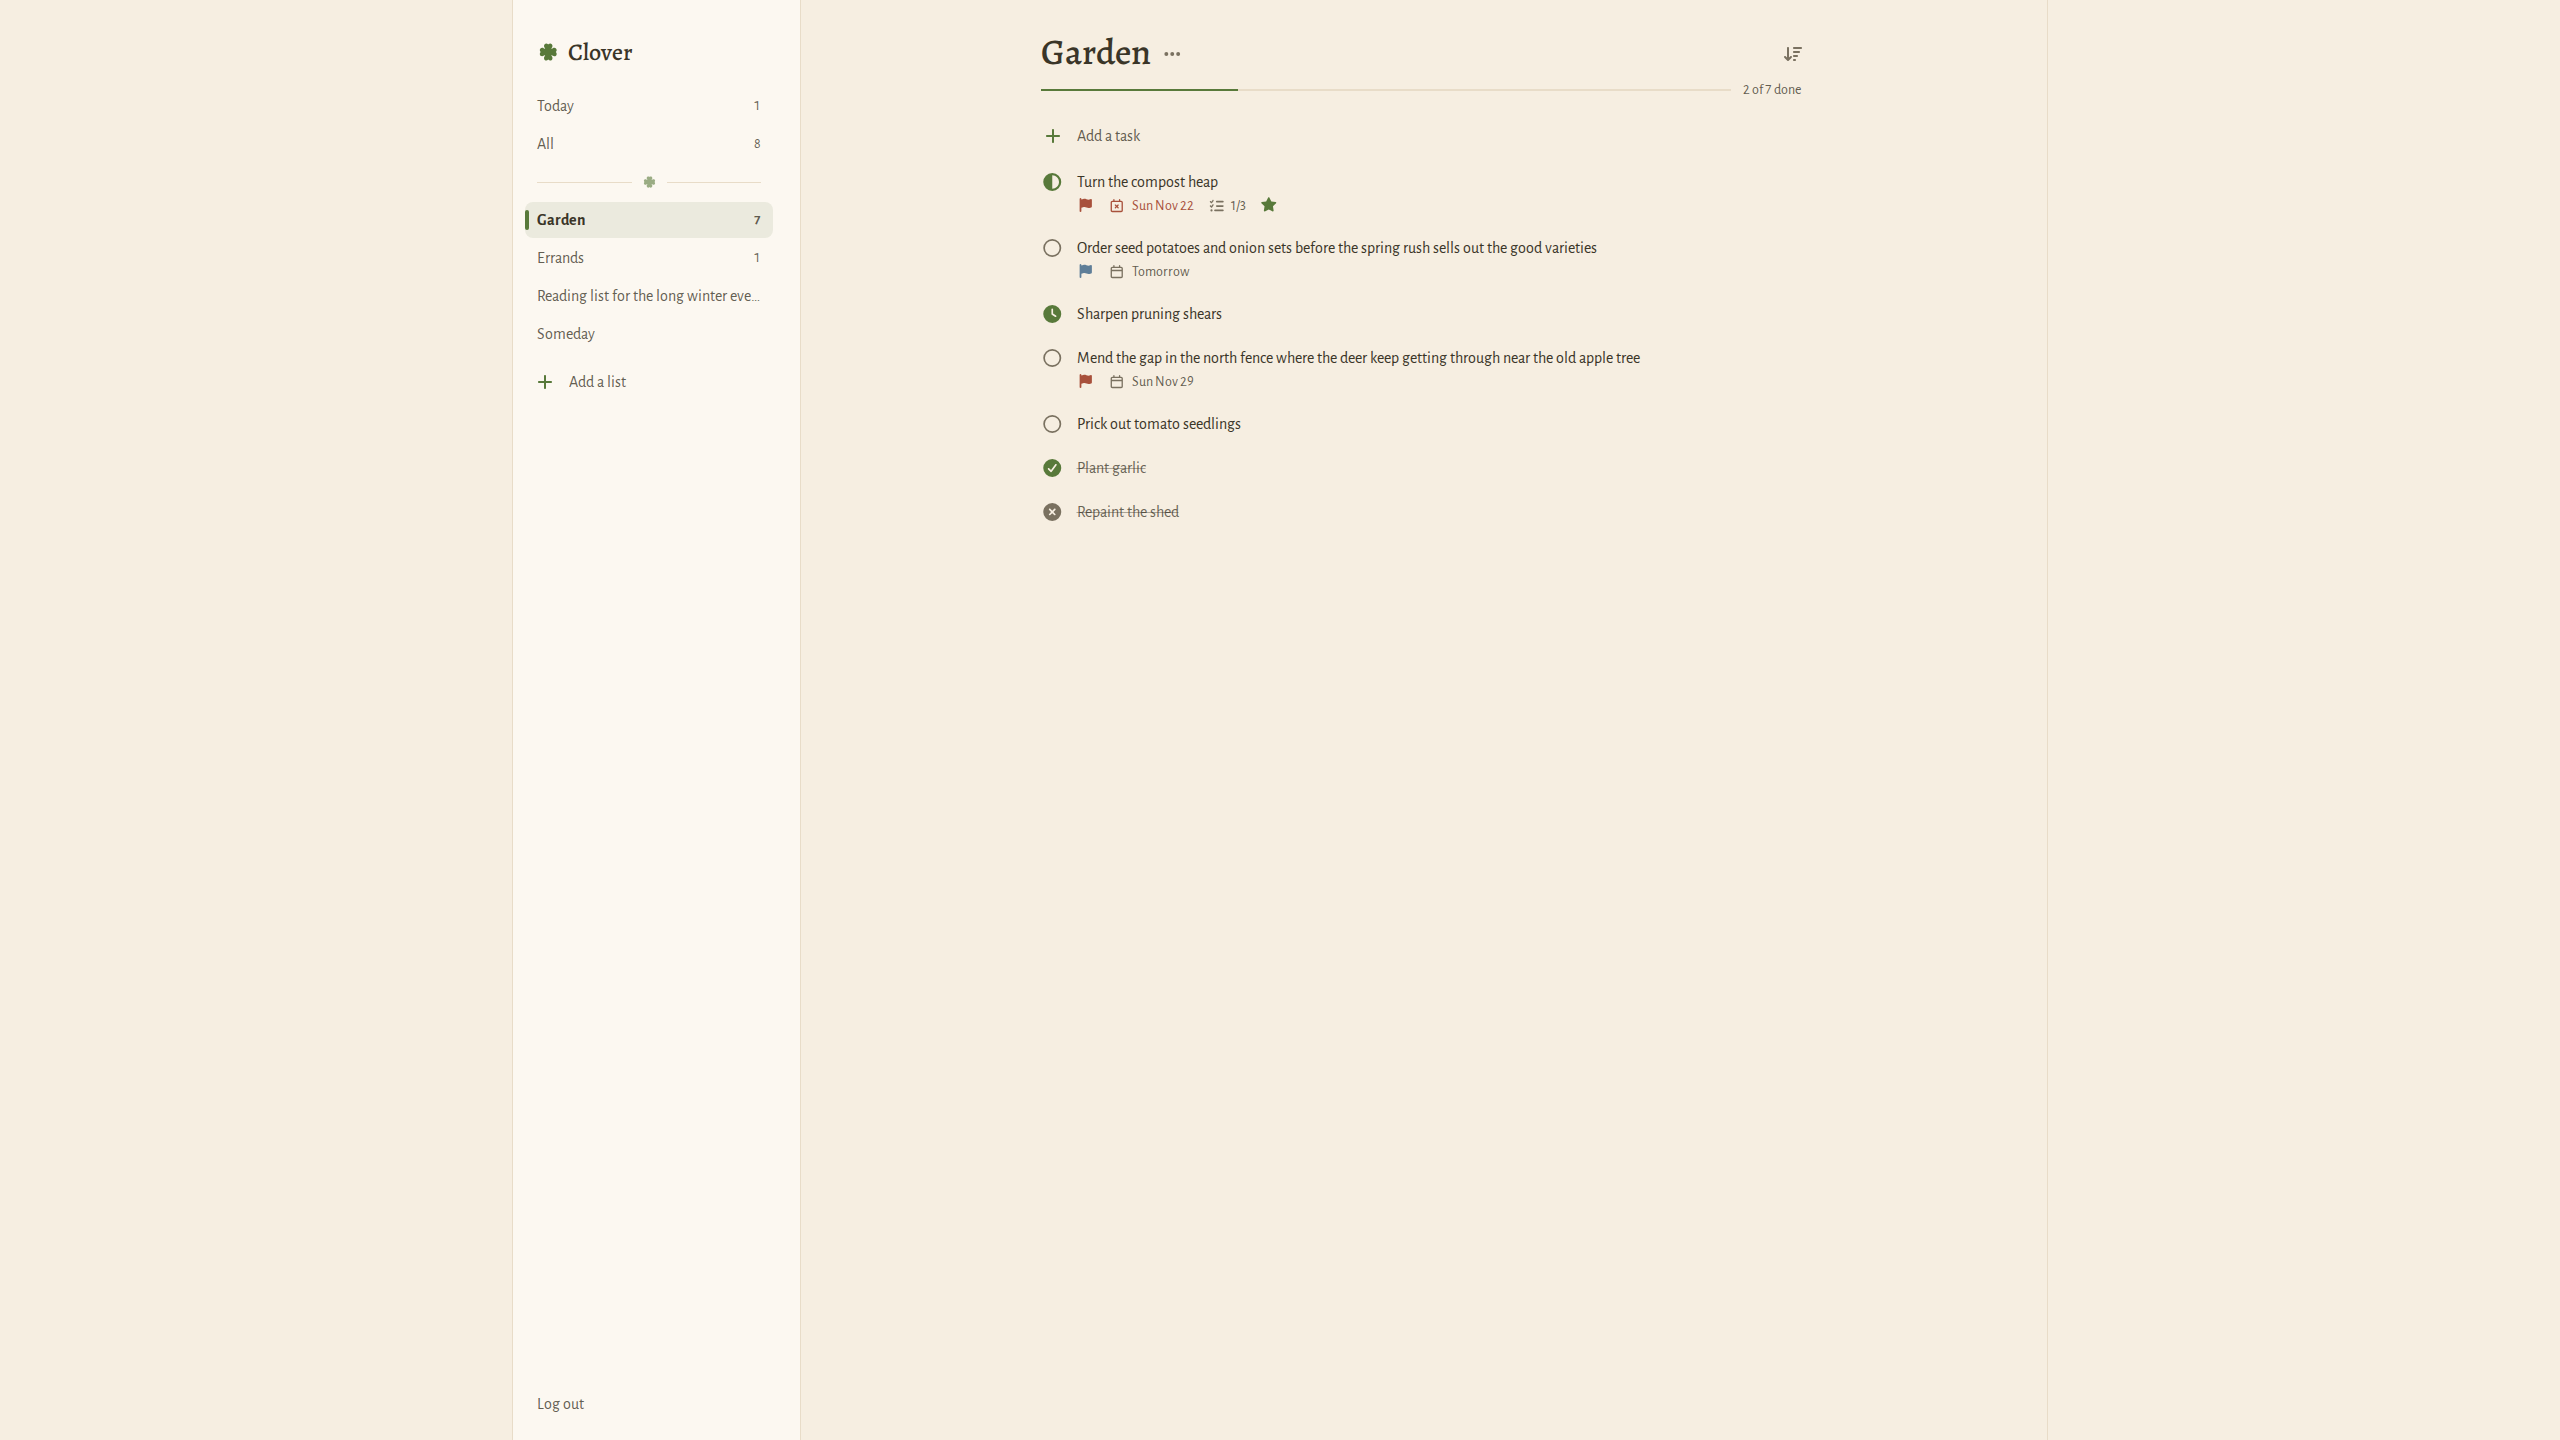 Clover
Today 1
All 8
Garden 7
Errands 1
Reading list for the long winter eve...
Someday
Add a list
Log out
Garden
2 of 7 done
Add a task
Turn the compost heap
Sun Nov 22 1/3
Order seed potatoes and onion sets before the spring rush sells out the good varieties
Tomorrow
Sharpen pruning shears
Mend the gap in the north fence where the deer keep getting through near the old apple tree
Sun Nov 29
Prick out tomato seedlings
Plant garlic
Repaint the shed